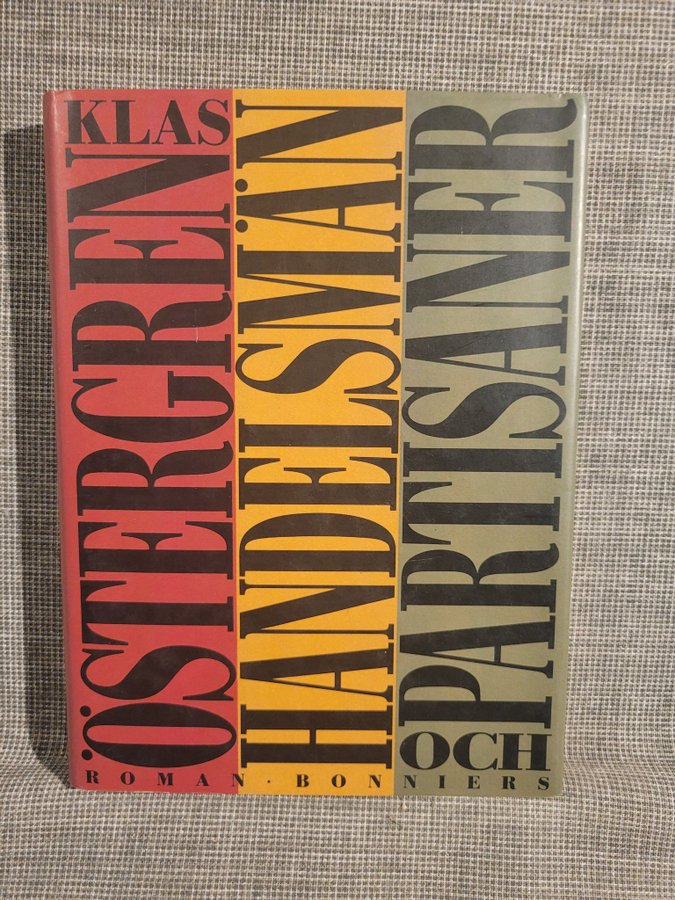 KLAS
ÖSTERGREN
HANDELSMÄN
OCH
PARTISANER
ROMAN · BONNIERS